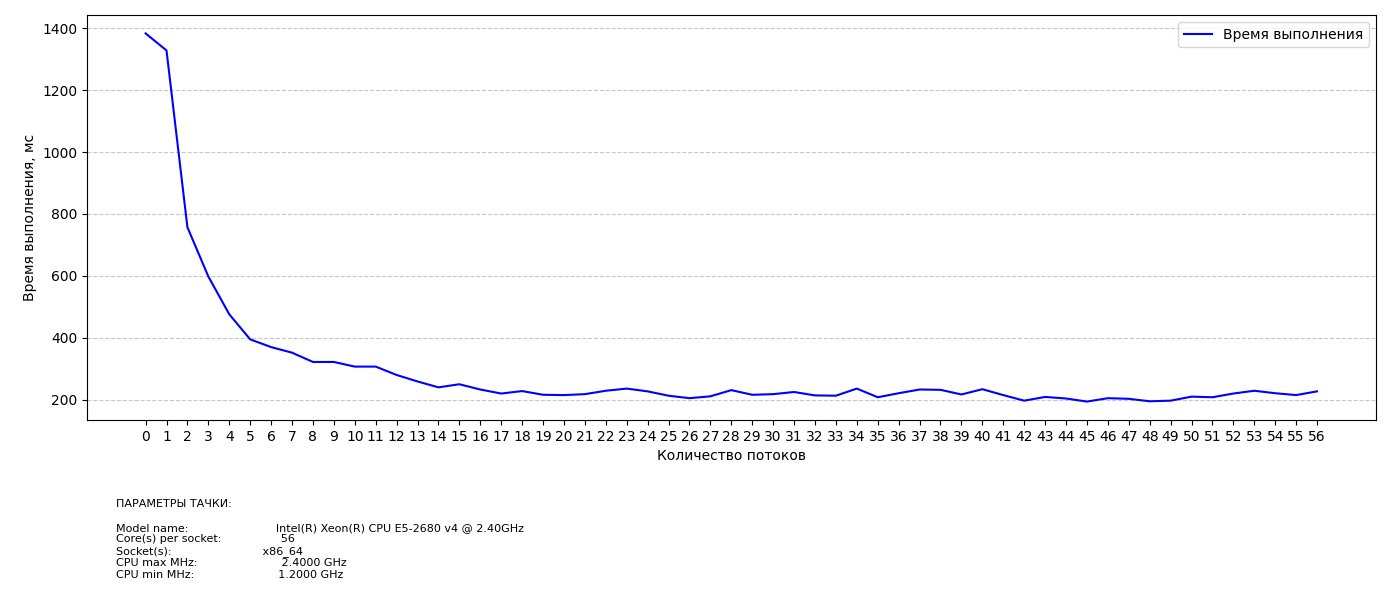 1400
1200
1000
800
600
400
200
Время выполнения, мс
Время выполнения
0 1 2 3 4 5 6 7 8 9 10 11 12 13 14 15 16 17 18 19 20 21 22 23 24 25 26 27 28 29 30 31 32 33 34 35 36 37 38 39 40 41 42 43 44 45 46 47 48 49 50 51 52 53 54 55 56
Количество потоков
ПАРАМЕТРЫ ТАЧКИ:
Model name: Intel(R) Xeon(R) CPU E5-2680 v4 @ 2.40GHz
Core(s) per socket: 56
Socket(s): x86_64
CPU max MHz: 2.4000 GHz
CPU min MHz: 1.2000 GHz